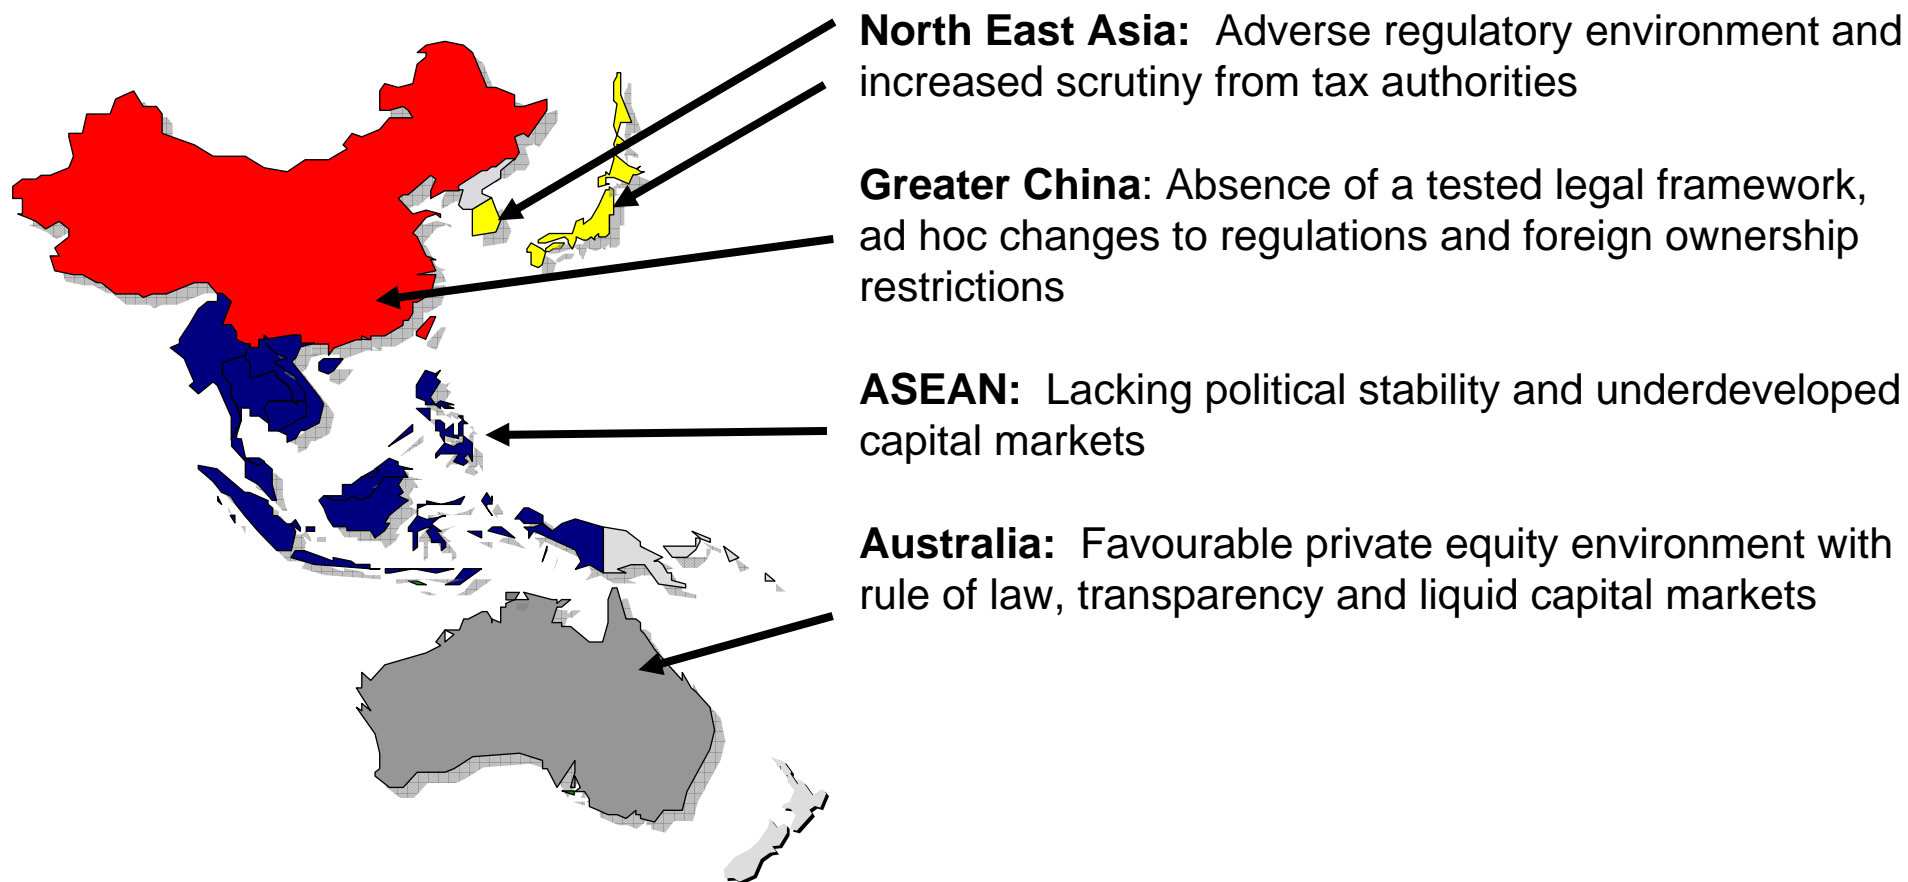 North East Asia:  Adverse regulatory environment and
increased scrutiny from tax authorities
Greater China: Absence of a tested legal framework,
ad hoc changes to regulations and foreign ownership
restrictions
ASEAN:  Lacking political stability and underdeveloped
capital markets
Australia:  Favourable private equity environment with
rule of law, transparency and liquid capital markets